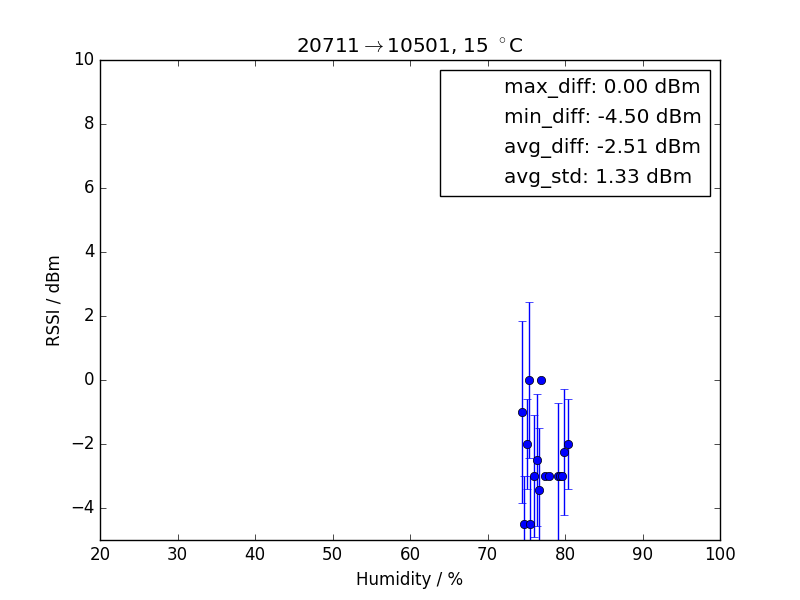 20711→10501, 15 °C
max_diff: 0.00 dBm
min_diff: -4.50 dBm
avg_diff: -2.51 dBm
avg_std: 1.33 dBm
10
8
6
4
2
0
−2
−4
RSSI / dBm
20 30 40 50 60 70 80 90 100
Humidity / %